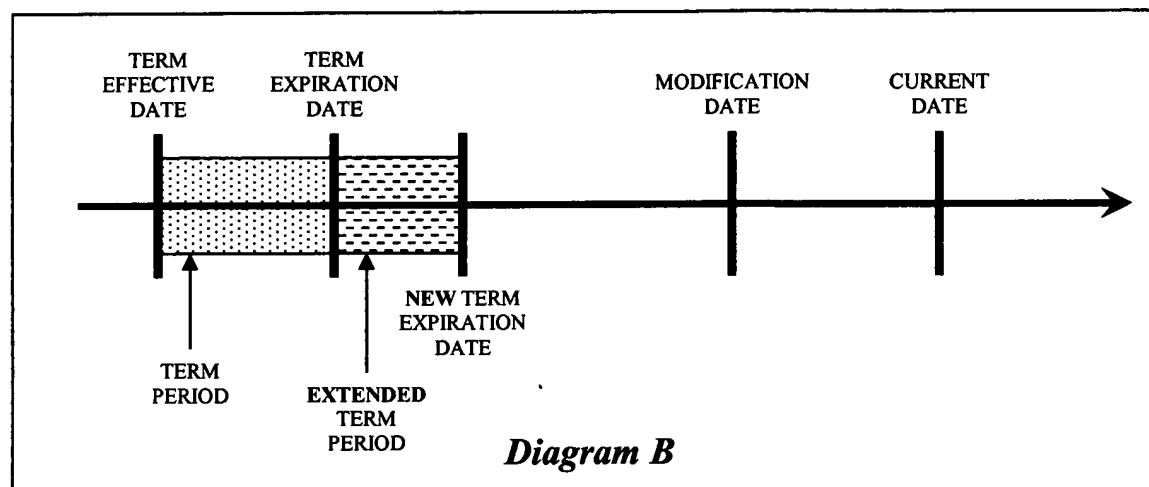 TERM
EFFECTIVE
DATE
TERM
EXPIRATION
DATE
MODIFICATION
DATE
CURRENT
DATE
TERM
PERIOD
EXTENDED
TERM
PERIOD
NEW TERM
EXPIRATION
DATE
Diagram B